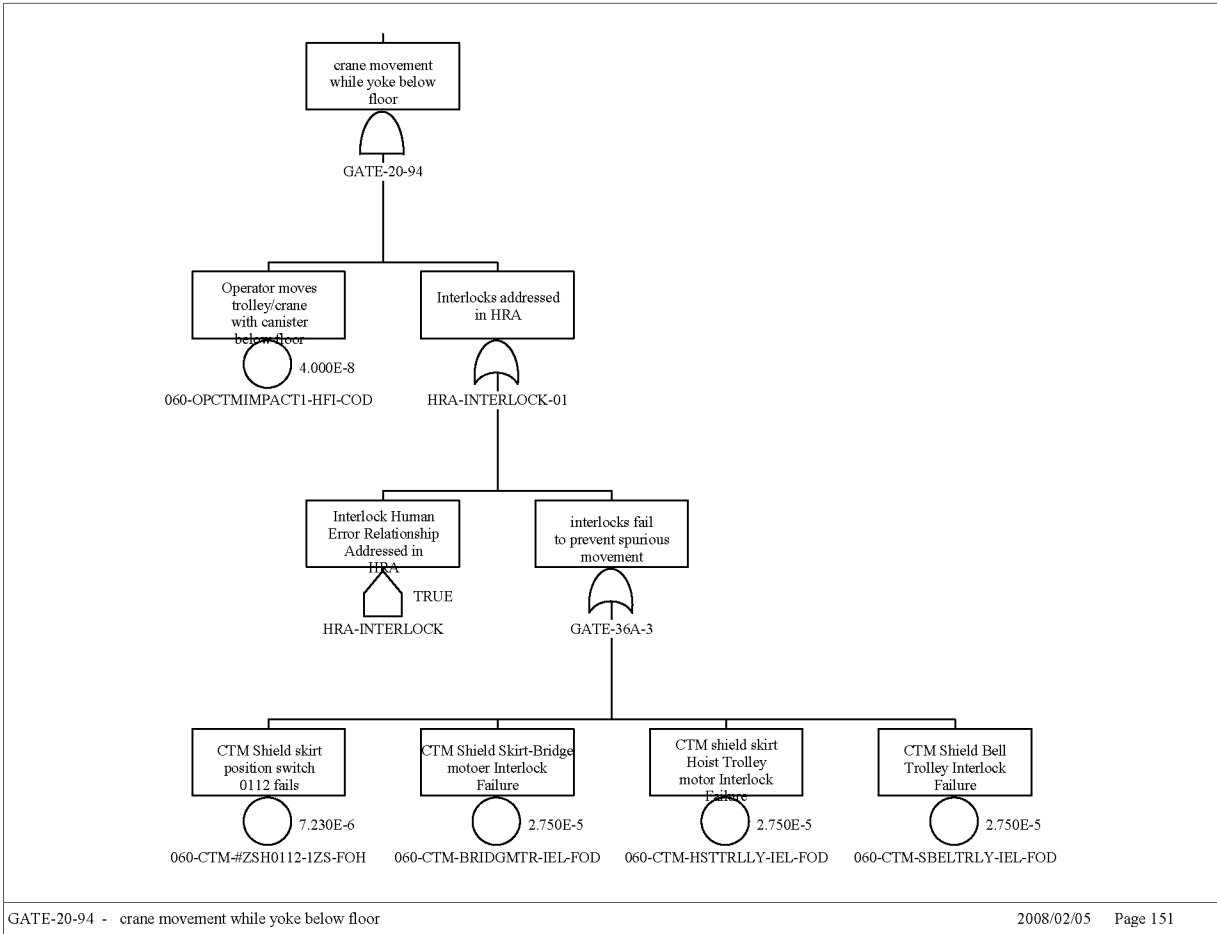 crane movement
while yoke below
floor
GATE-20-94
Operator moves
trolley/crane
with canister
below floor
4.000E-8
060-OPCTMIMPACT1-HFI-COD
Interlocks addressed
in HRA
HRA-INTERLOCK-01
Interlock Human
Error Relationship
Addressed in
HRA
TRUE
HRA-INTERLOCK
interlocks fail
to prevent spurious
movement
GATE-36A-3
CTM Shield skirt
position switch
0112 fails
7.230E-6
060-CTM-#ZSH0112-1ZS-FOH
CTM Shield Skirt-Bridge
motoer Interlock
Failure
2.750E-5
060-CTM-BRIDGMTR-IEL-FOD
CTM shield skirt
Hoist Trolley
motor Interlock
Failure
2.750E-5
060-CTM-HSTTRLLY-IEL-FOD
CTM Shield Bell
Trolley Interlock
Failure
2.750E-5
060-CTM-SBELTRLY-IEL-FOD
GATE-20-94 - crane movement while yoke below floor
2008/02/05 Page 151